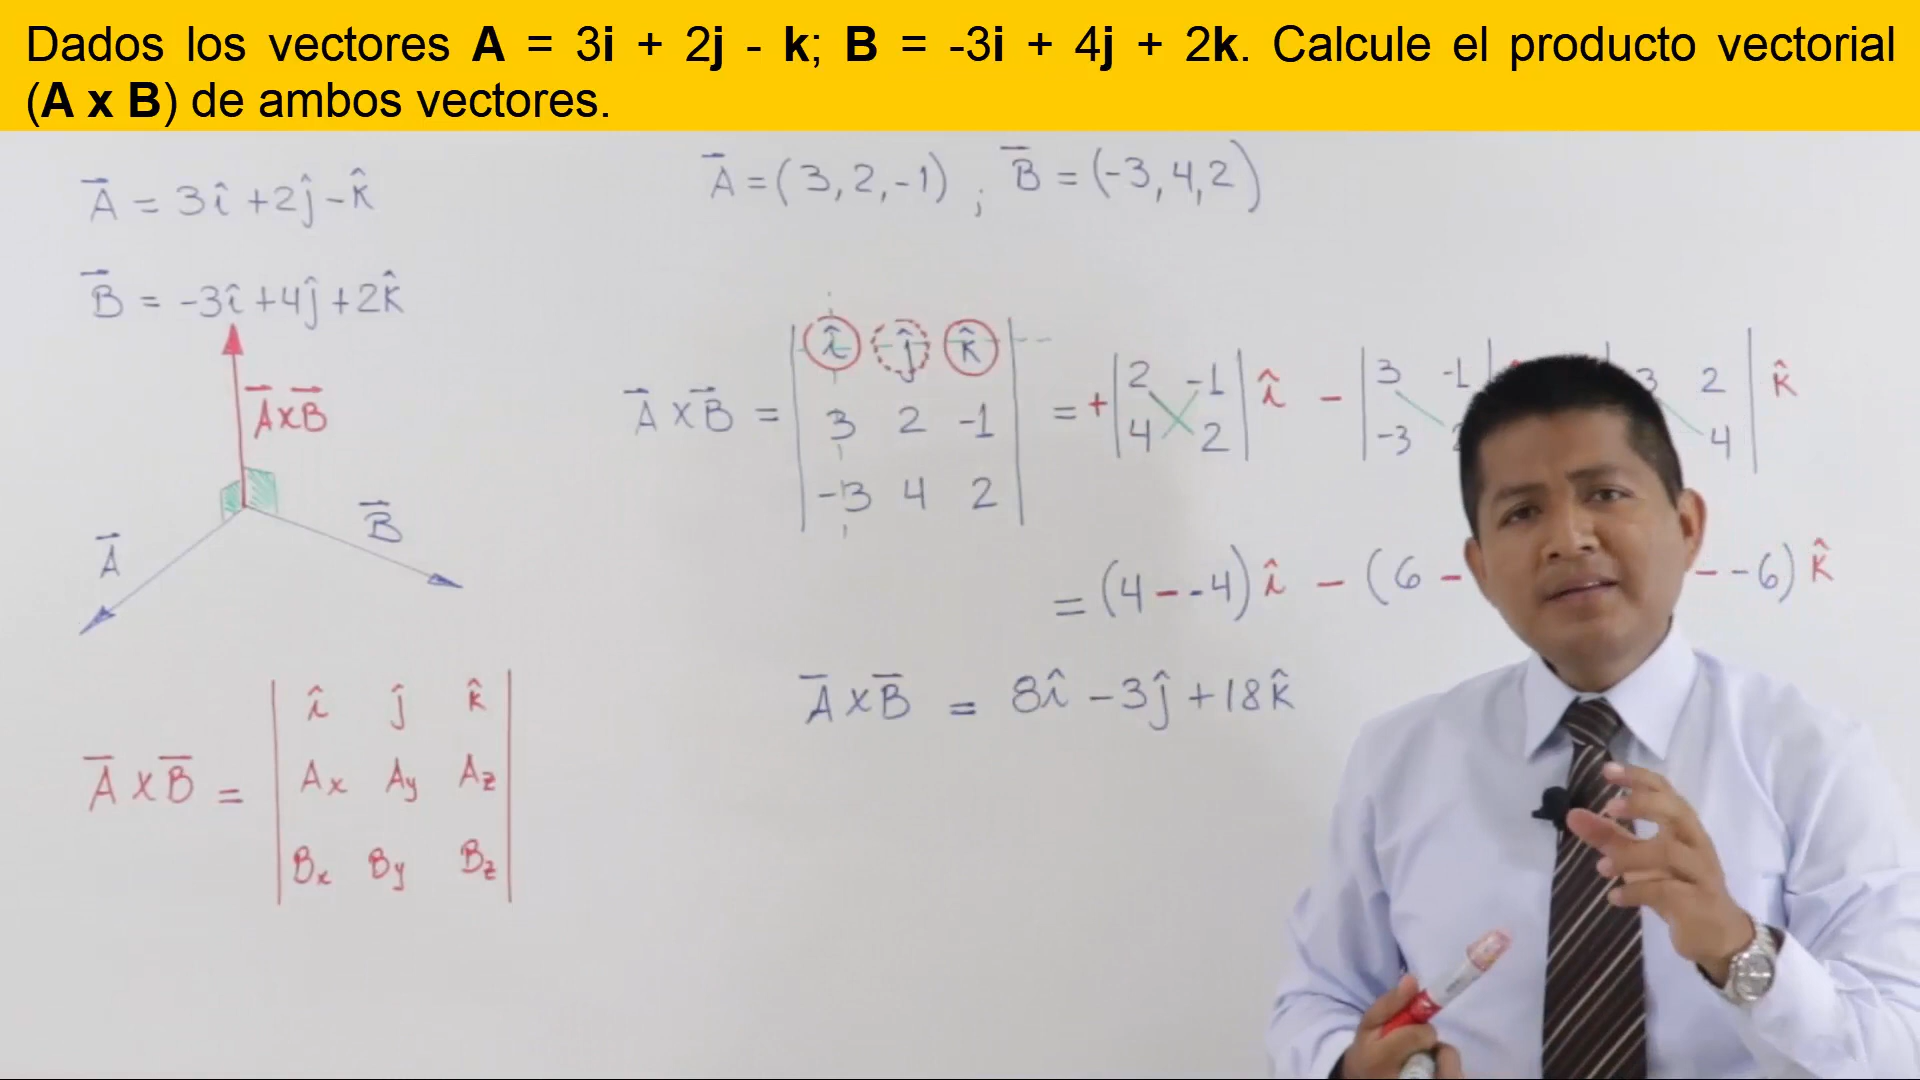 Dados los vectores A = 3i + 2j - k; B = -3i + 4j + 2k. Calcule el producto vectorial
(A x B) de ambos vectores.
A = 3î + 2ĵ - k̂
B = -3î + 4ĵ + 2k̂
AxB
A
B
A x B =
î ĵ k̂
Ax Ay Az
Bx By Bz
A = (3, 2, -1) ; B = (-3, 4, 2)
A x B =
î ĵ k̂
3 2 -1
-3 4 2
= + | 2 -1 | î - | 3 -1 | 2 | k̂
4 2 -3 4
= (4 - -4) î - (6 - - -6) k̂
A x B = 8î - 3ĵ + 18k̂